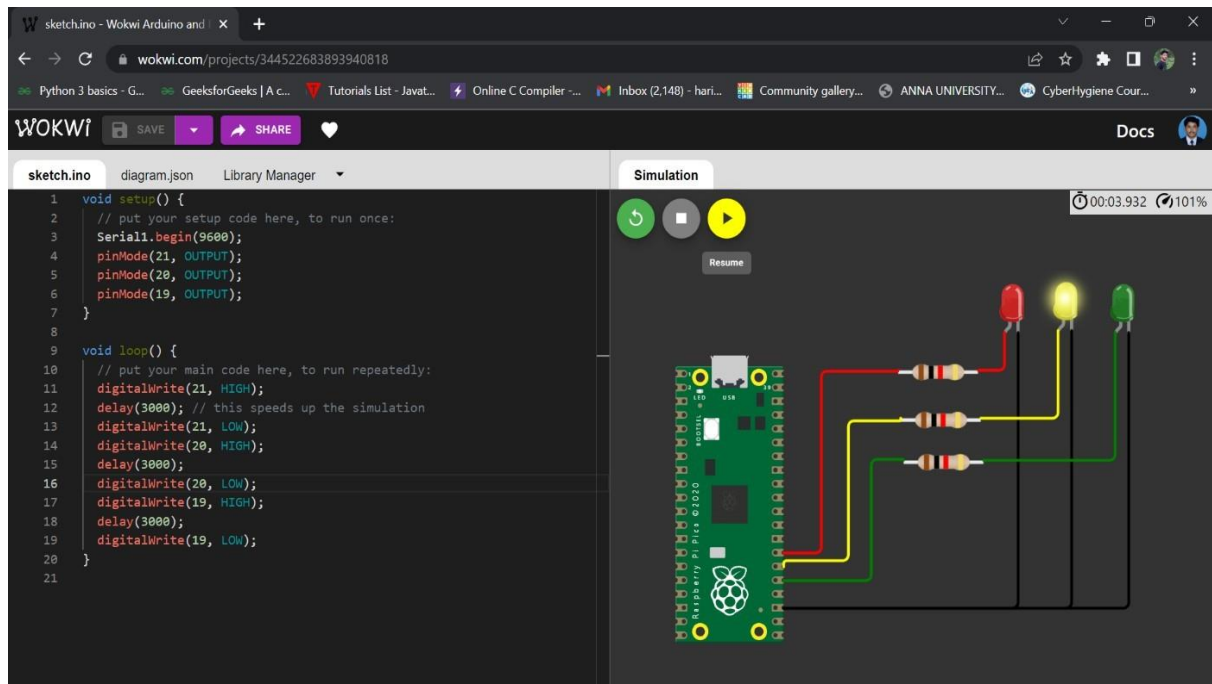 sketch.ino - Wokwi Arduino and
wokwi.com/projects/344522683893940818
Python 3 basics - G...
GeeksforGeeks | A c...
Tutorials List - Javat...
Online C Compiler -...
Inbox (2,148) - hari...
Community gallery...
ANNA UNIVERSITY...
CyberHygiene Cour...
»
WOKWi
SAVE
SHARE
Docs
sketch.ino
diagram.json
Library Manager
1 void setup() {
2 // put your setup code here, to run once:
3 Serial1.begin(9600);
4 pinMode(21, OUTPUT);
5 pinMode(20, OUTPUT);
6 pinMode(19, OUTPUT);
7 }
8
9 void loop() {
10 // put your main code here, to run repeatedly:
11 digitalWrite(21, HIGH);
12 delay(3000); // this speeds up the simulation
13 digitalWrite(21, LOW);
14 digitalWrite(20, HIGH);
15 delay(3000);
16 digitalWrite(20, LOW);
17 digitalWrite(19, HIGH);
18 delay(3000);
19 digitalWrite(19, LOW);
20 }
21
Simulation
00:03.932 101%
Resume
LED
USB
BOOTSEL
Raspberry Pi Pico ©2020